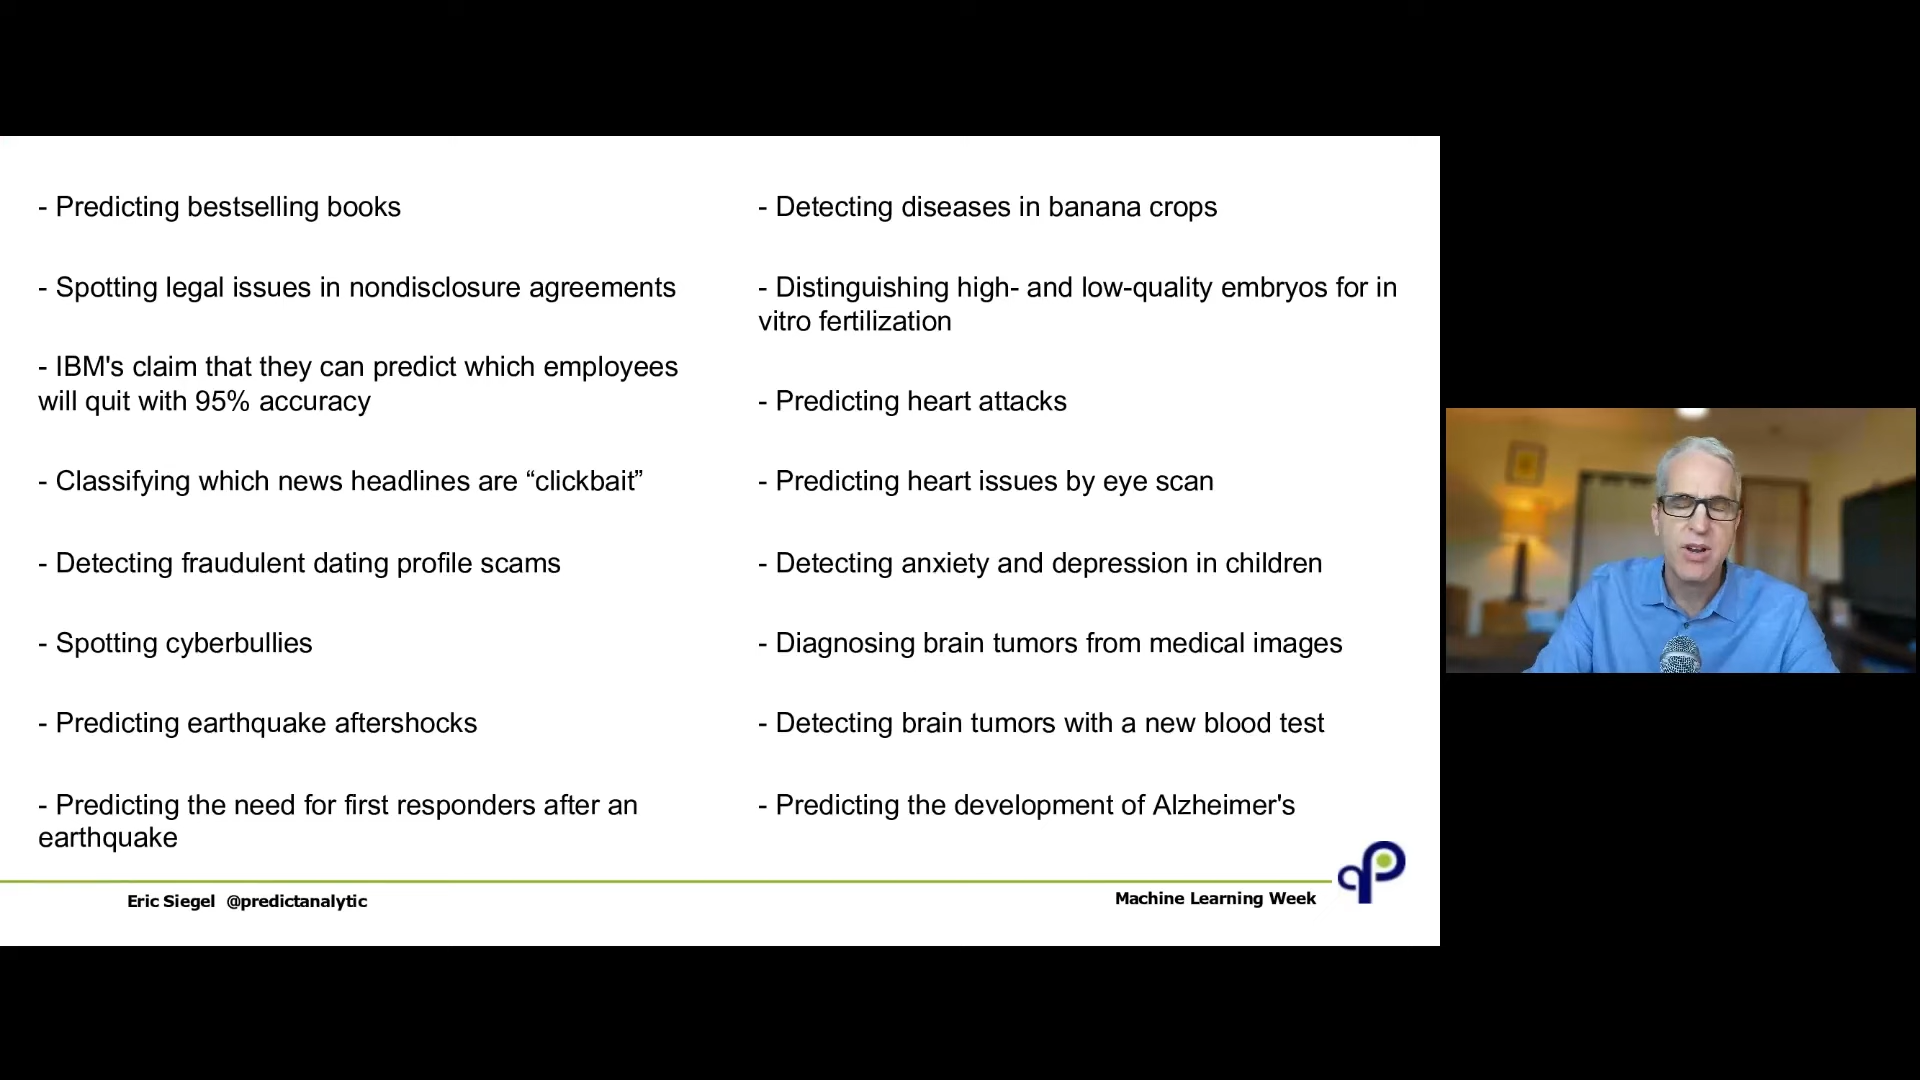 - Predicting bestselling books
- Spotting legal issues in nondisclosure agreements
- IBM's claim that they can predict which employees
will quit with 95% accuracy
- Classifying which news headlines are “clickbait”
- Detecting fraudulent dating profile scams
- Spotting cyberbullies
- Predicting earthquake aftershocks
- Predicting the need for first responders after an
earthquake
- Detecting diseases in banana crops
- Distinguishing high- and low-quality embryos for in
vitro fertilization
- Predicting heart attacks
- Predicting heart issues by eye scan
- Detecting anxiety and depression in children
- Diagnosing brain tumors from medical images
- Detecting brain tumors with a new blood test
- Predicting the development of Alzheimer's
Eric Siegel @predictanalytic
Machine Learning Week